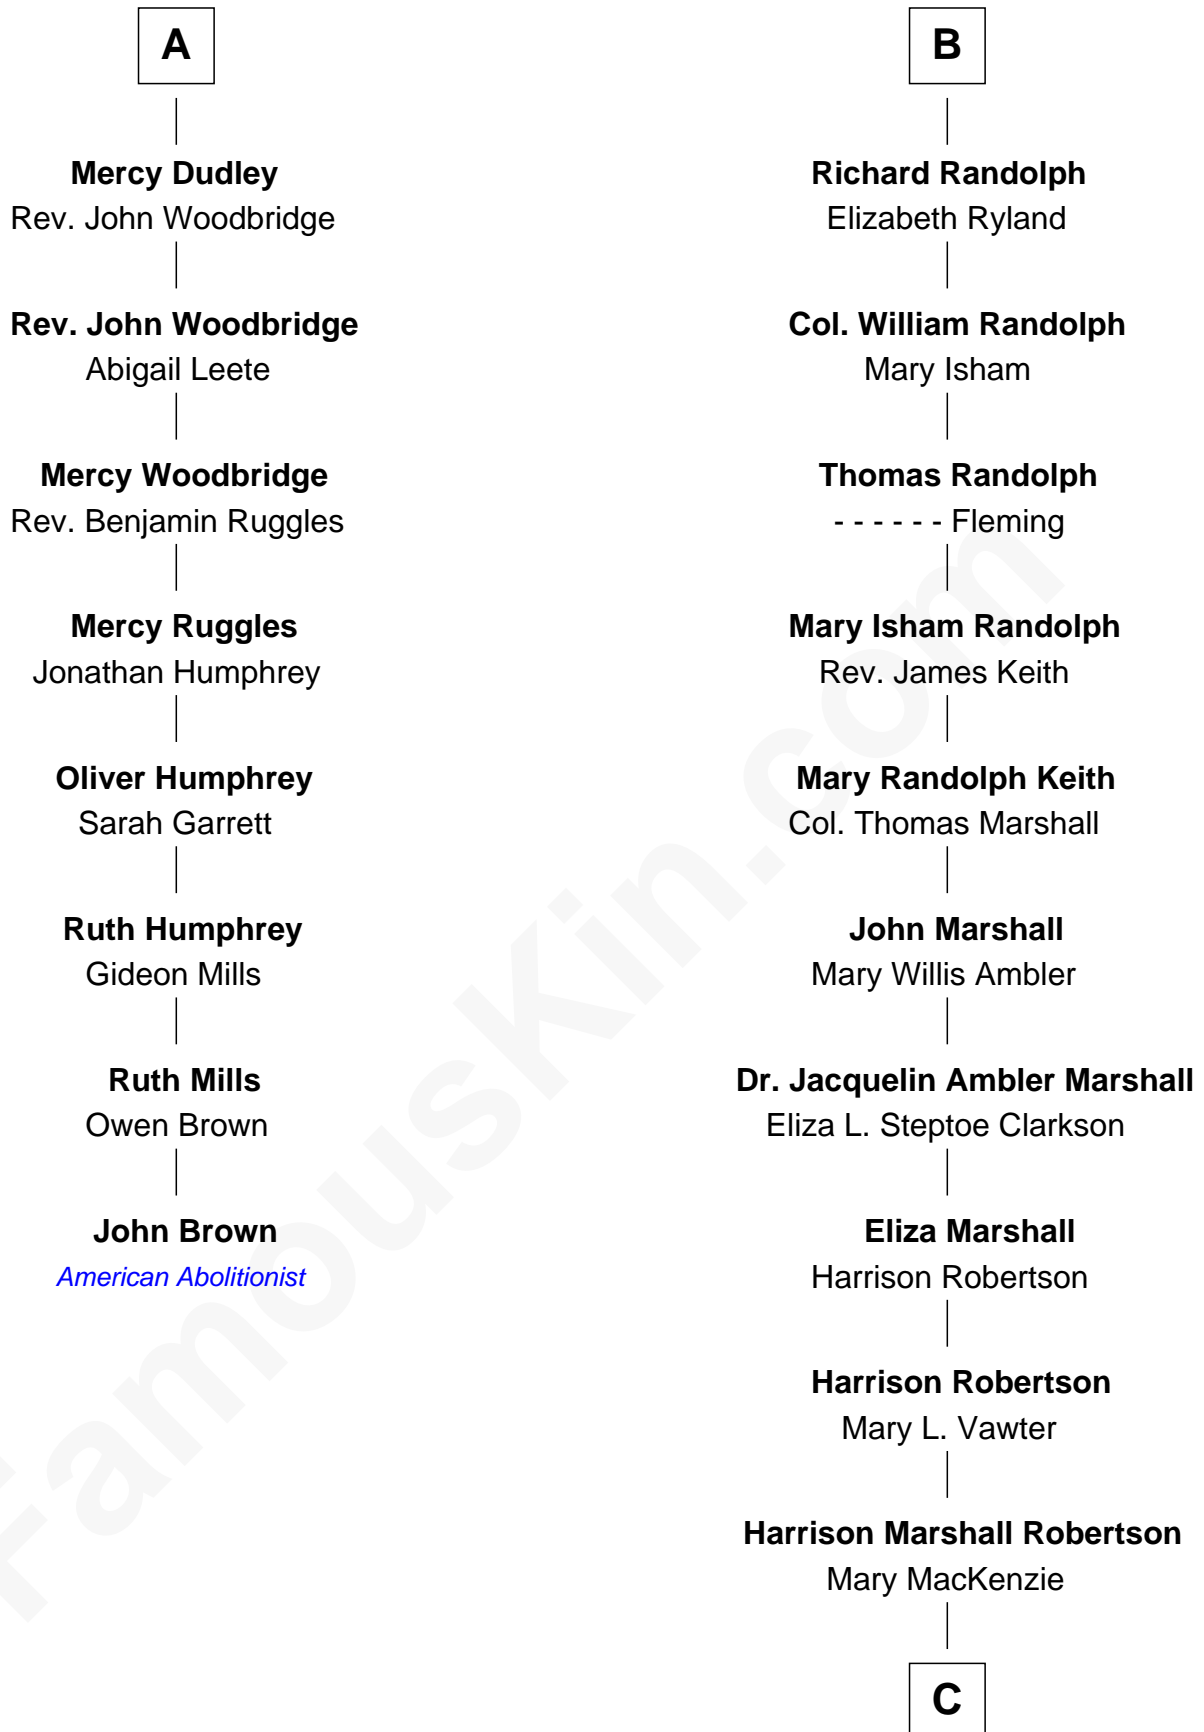 A
Mercy Dudley
Rev. John Woodbridge
Rev. John Woodbridge
Abigail Leete
Mercy Woodbridge
Rev. Benjamin Ruggles
Mercy Ruggles
Jonathan Humphrey
Oliver Humphrey
Sarah Garrett
Ruth Humphrey
Gideon Mills
Ruth Mills
Owen Brown
John Brown
American Abolitionist
B
Richard Randolph
Elizabeth Ryland
Col. William Randolph
Mary Isham
Thomas Randolph
- - - - - - Fleming
Mary Isham Randolph
Rev. James Keith
Mary Randolph Keith
Col. Thomas Marshall
John Marshall
Mary Willis Ambler
Dr. Jacquelin Ambler Marshall
Eliza L. Steptoe Clarkson
Eliza Marshall
Harrison Robertson
Harrison Robertson
Mary L. Vawter
Harrison Marshall Robertson
Mary MacKenzie
C
FamousKin.com